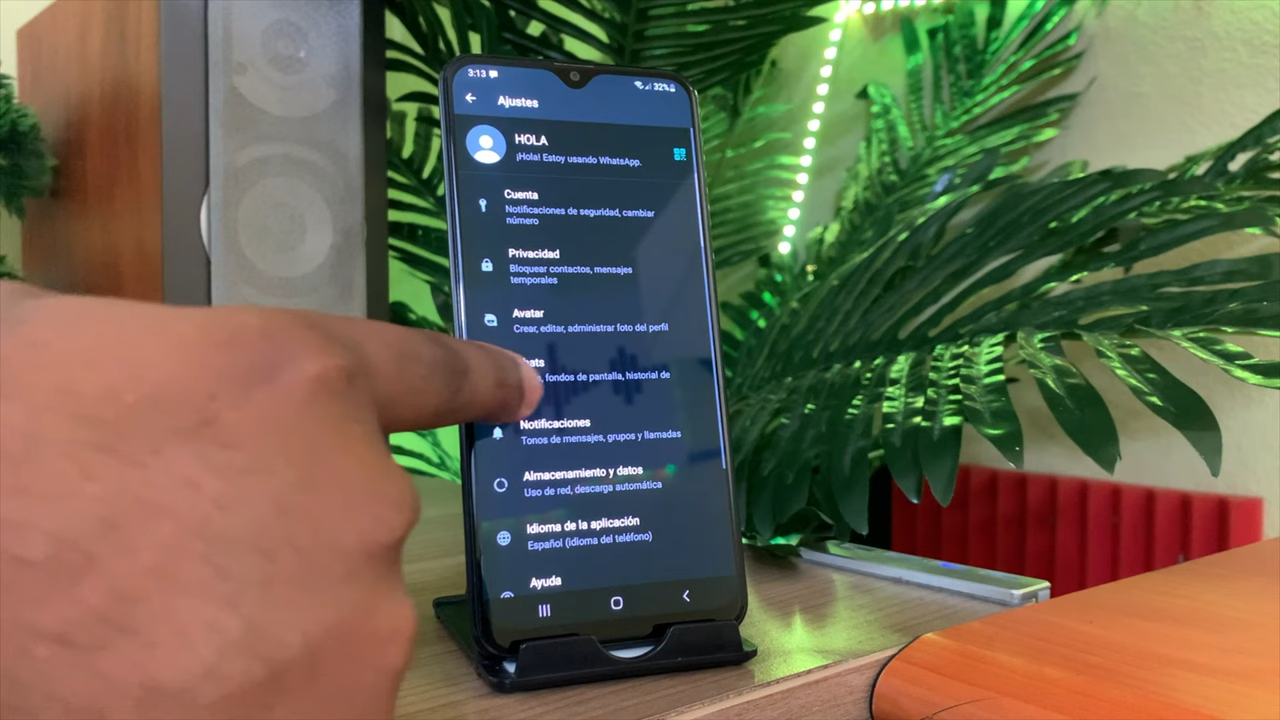 3:13
32%
Ajustes
HOLA
¡Hola! Estoy usando WhatsApp.
Cuenta
Notificaciones de seguridad, cambiar
número
Privacidad
Bloquear contactos, mensajes
temporales
Avatar
Crear, editar, administrar foto del perfil
hats
, fondos de pantalla, historial de
Notificaciones
Tonos de mensajes, grupos y llamadas
Almacenamiento y datos
Uso de red, descarga automática
Idioma de la aplicación
Español (idioma del teléfono)
Ayuda